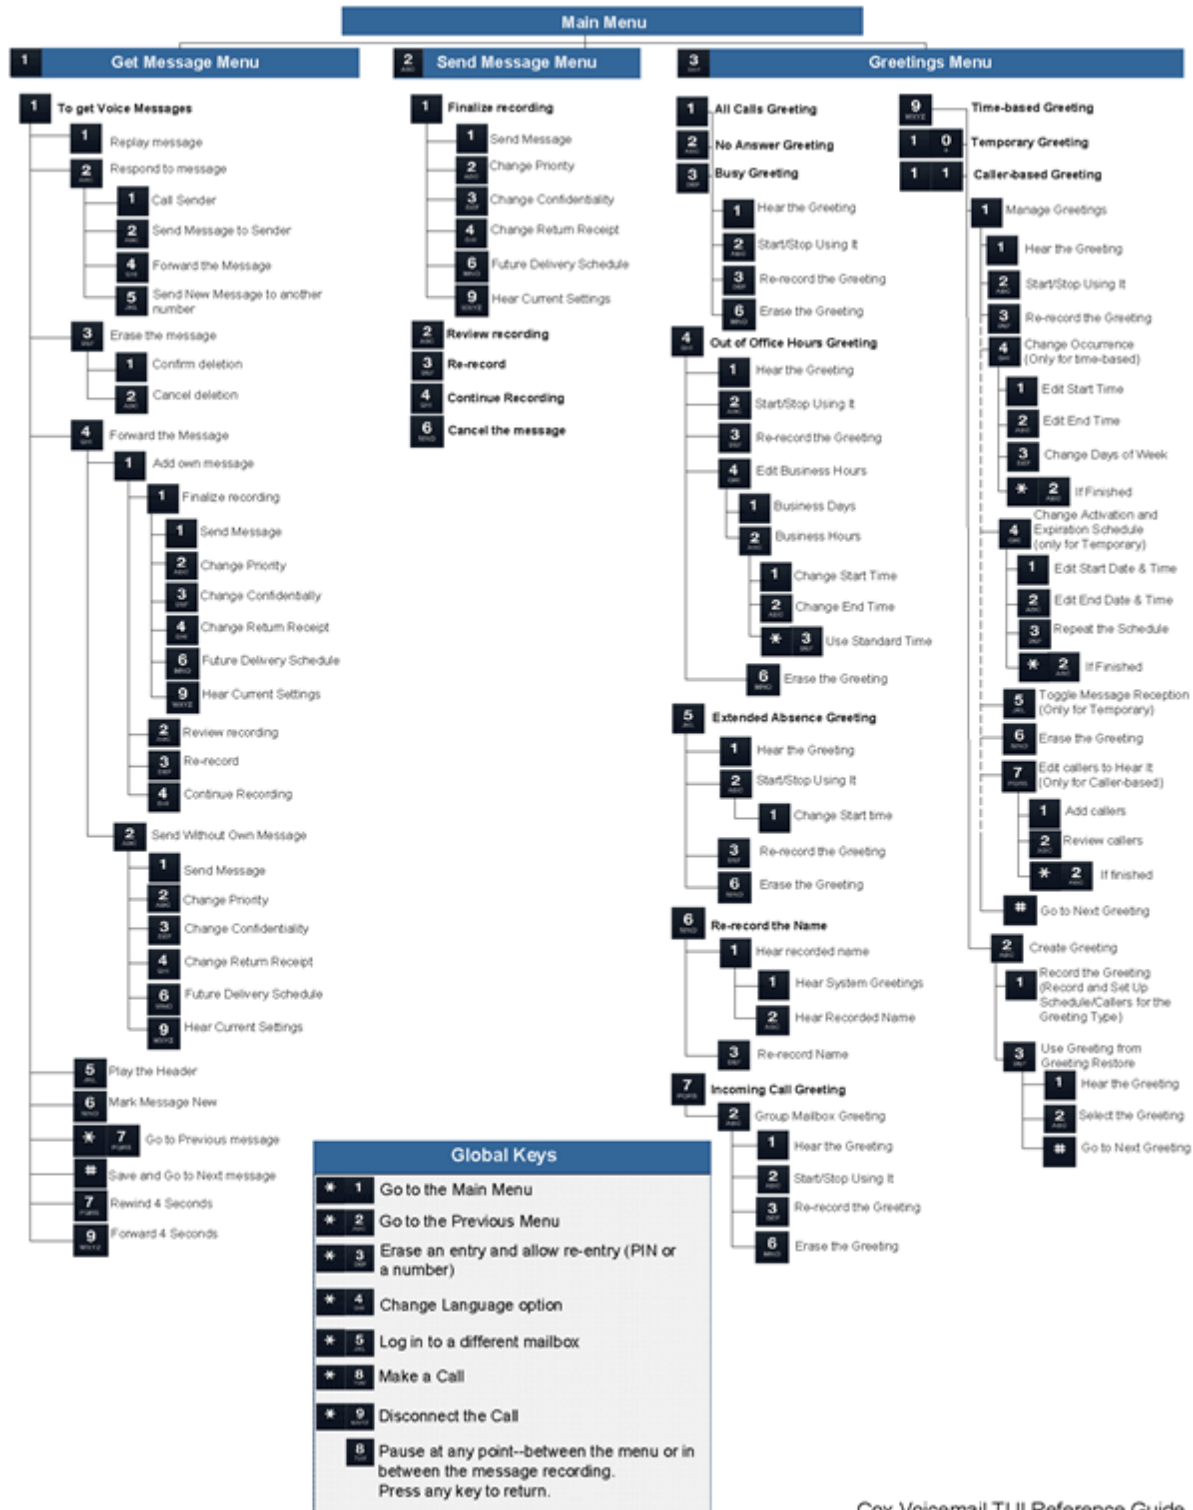 Main Menu
1 Get Message Menu
1 To get Voice Messages
1 Replay message
2 Respond to message
1 Call Sender
2 Send Message to Sender
4 Forward the Message
5 Send New Message to another
number
3 Erase the message
1 Confirm deletion
2 Cancel deletion
4 Forward the Message
1 Add own message
1 Finalize recording
1 Send Message
2 Change Priority
3 Change Confidentially
4 Change Return Receipt
6 Future Delivery Schedule
9 Hear Current Settings
2 Review recording
3 Re-record
4 Continue Recording
2 Send Without Own Message
1 Send Message
2 Change Priority
3 Change Confidentiality
4 Change Return Receipt
6 Future Delivery Schedule
9 Hear Current Settings
5 Play the Header
6 Mark Message New
* 7 Go to Previous message
# Save and Go to Next message
7 Rewind 4 Seconds
9 Forward 4 Seconds
2 Send Message Menu
1 Finalize recording
1 Send Message
2 Change Priority
3 Change Confidentiality
4 Change Return Receipt
6 Future Delivery Schedule
9 Hear Current Settings
2 Review recording
3 Re-record
4 Continue Recording
6 Cancel the message
3 Greetings Menu
1 All Calls Greeting
2 No Answer Greeting
3 Busy Greeting
1 Hear the Greeting
2 Start/Stop Using It
3 Re-record the Greeting
6 Erase the Greeting
4 Out of Office Hours Greeting
1 Hear the Greeting
2 Start/Stop Using It
3 Re-record the Greeting
4 Edit Business Hours
1 Business Days
2 Business Hours
1 Change Start Time
2 Change End Time
* 3 Use Standard Time
6 Erase the Greeting
5 Extended Absence Greeting
1 Hear the Greeting
2 Start/Stop Using It
1 Change Start time
3 Re-record the Greeting
6 Erase the Greeting
6 Re-record the Name
1 Hear recorded name
1 Hear System Greetings
2 Hear Recorded Name
3 Re-record Name
7 Incoming Call Greeting
2 Group Mailbox Greeting
1 Hear the Greeting
2 Start/Stop Using It
3 Re-record the Greeting
6 Erase the Greeting
9 Time-based Greeting
1 0 Temporary Greeting
1 1 Caller-based Greeting
1 Manage Greetings
1 Hear the Greeting
2 Start/Stop Using It
3 Re-record the Greeting
4 Change Occurrence
(Only for time-based)
1 Edit Start Time
2 Edit End Time
3 Change Days of Week
* 2 If Finished
4 Change Activation and
Expiration Schedule
(only for Temporary)
1 Edit Start Date & Time
2 Edit End Date & Time
3 Repeat the Schedule
* 2 If Finished
5 Toggle Message Reception
(Only for Temporary)
6 Erase the Greeting
7 Edit callers to Hear It
(Only for Caller-based)
1 Add callers
2 Review callers
* 2 If finished
# Go to Next Greeting
2 Create Greeting
1 Record the Greeting
(Record and Set Up
Schedule/Callers for the
Greeting Type)
3 Use Greeting from
Greeting Restore
1 Hear the Greeting
2 Select the Greeting
# Go to Next Greeting
Global Keys
* 1 Go to the Main Menu
* 2 Go to the Previous Menu
* 3 Erase an entry and allow re-entry (PIN or
a number)
* 4 Change Language option
* 5 Log in to a different mailbox
* 8 Make a Call
* 9 Disconnect the Call
8 Pause at any point--between the menu or in
between the message recording.
Press any key to return.
Cox Voicemail TUI Reference Guide